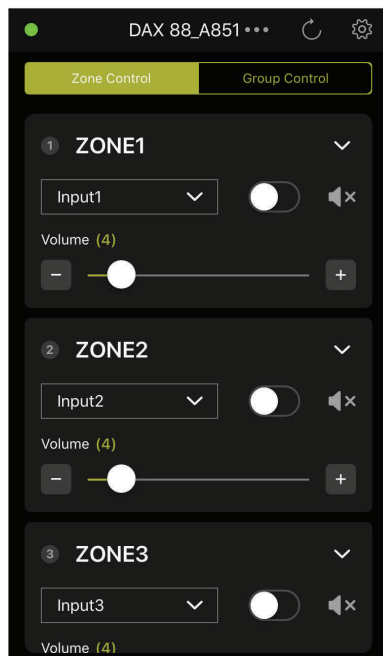 DAX 88_A851 •••
Zone Control Group Control
1 ZONE1
Input1
Volume (4)
− +
2 ZONE2
Input2
Volume (4)
− +
3 ZONE3
Input3
Volume (4)